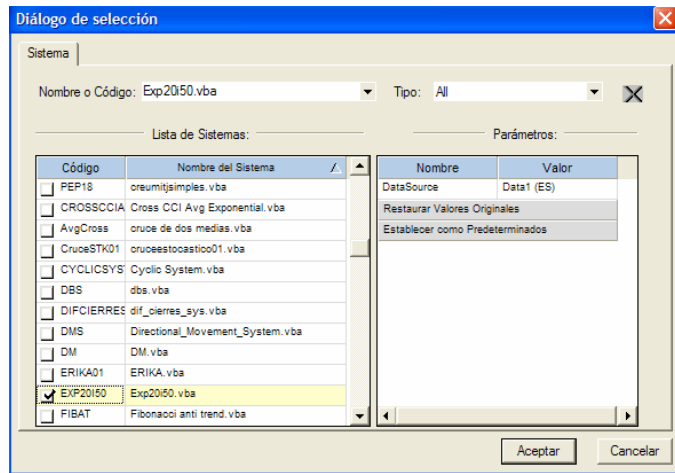 Diálogo de selección
Sistema
Nombre o Código: Exp20i50.vba Tipo: All
Lista de Sistemas: Parámetros:
Código Nombre del Sistema Nombre Valor
PEP18 creumitjsimples.vba DataSource Data1 (ES)
CROSSCCIA Cross CCI Avg Exponential.vba Restaurar Valores Originales
AvgCross cruce de dos medias.vba Establecer como Predeterminados
CruceSTK01 cruceestocastico01.vba
CYCLICSYS Cyclic System.vba
DBS dbs.vba
DIFCIERRES dif_cierres_sys.vba
DMS Directional_Movement_System.vba
DM DM.vba
ERIKA01 ERIKA.vba
EXP20I50 Exp20i50.vba
FIBAT Fibonacci anti trend.vba
Aceptar Cancelar